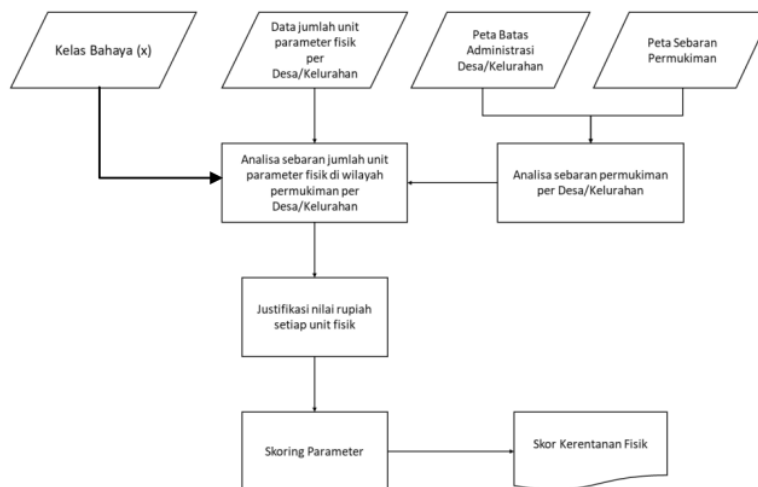 Kelas Bahaya (x)
Data jumlah unit
parameter fisik
per
Desa/Kelurahan
Peta Batas
Administrasi
Desa/Kelurahan
Peta Sebaran
Permukiman
Analisa sebaran jumlah unit
parameter fisik di wilayah
permukiman per
Desa/Kelurahan
Analisa sebaran permukiman
per Desa/Kelurahan
Justifikasi nilai rupiah
setiap unit fisik
Skoring Parameter
Skor Kerentanan Fisik